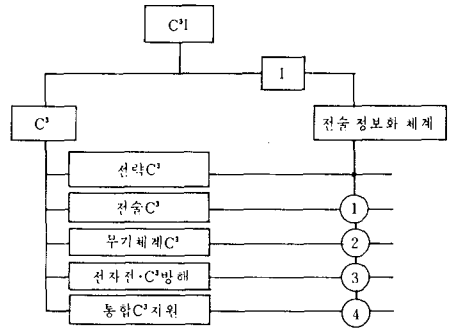 C³I
I
C³
전술 정보화 체계
전략C³
전술C³
무기체계C³
전자전·C³방해
통합C³지원
1
2
3
4